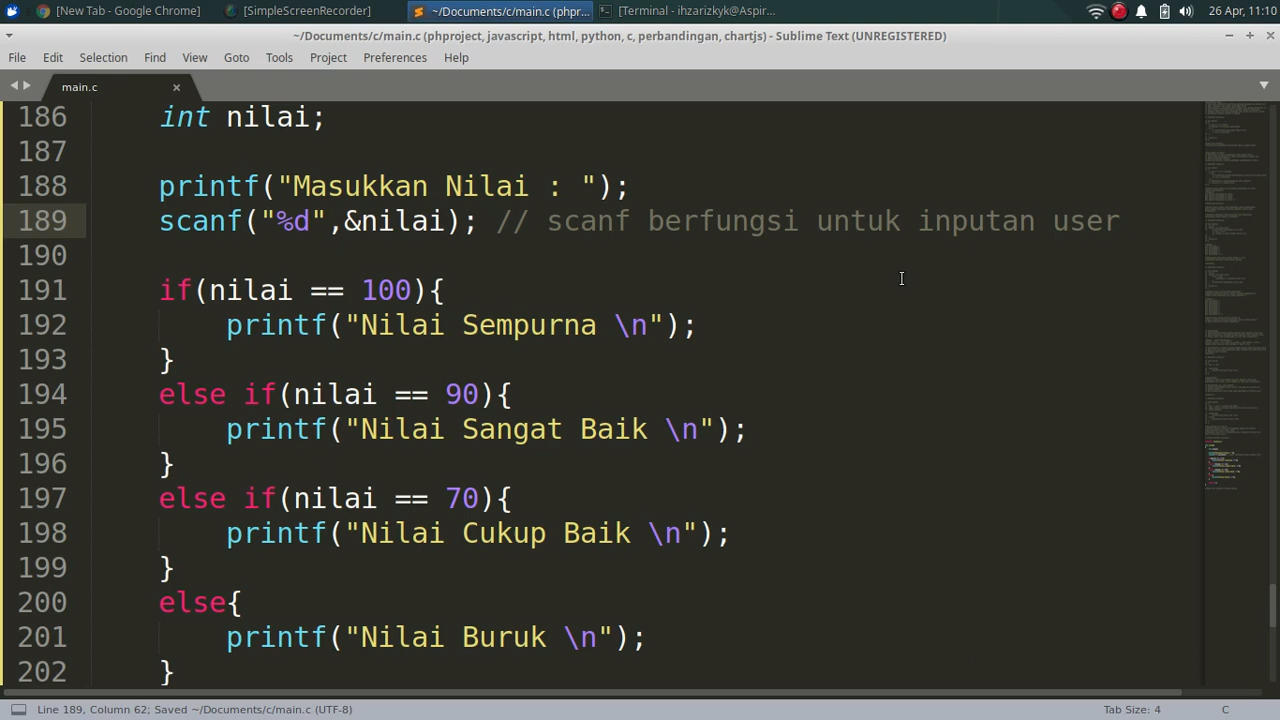 [New Tab - Google Chrome]
[SimpleScreenRecorder]
~/Documents/c/main.c (phpr...
[Terminal - ihzarizkyk@Aspir...
26 Apr, 11:10
~/Documents/c/main.c (phproject, javascript, html, python, c, perbandingan, chartjs) - Sublime Text (UNREGISTERED)
File Edit Selection Find View Goto Tools Project Preferences Help
main.c
186 int nilai;
187
188 printf("Masukkan Nilai : ");
189 scanf("%d",&nilai); // scanf berfungsi untuk inputan user
190
191 if(nilai == 100){
192 printf("Nilai Sempurna \n");
193 }
194 else if(nilai == 90){
195 printf("Nilai Sangat Baik \n");
196 }
197 else if(nilai == 70){
198 printf("Nilai Cukup Baik \n");
199 }
200 else{
201 printf("Nilai Buruk \n");
202 }
Line 189, Column 62; Saved ~/Documents/c/main.c (UTF-8)
Tab Size: 4
C